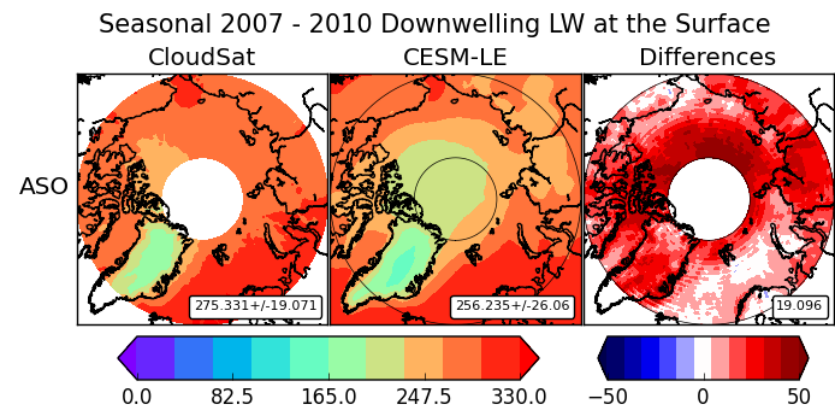 Seasonal 2007 - 2010 Downwelling LW at the Surface
CloudSat CESM-LE Differences
ASO
275.331+/-19.071 256.235+/-26.06 19.096
0.0 82.5 165.0 247.5 330.0 −50 0 50